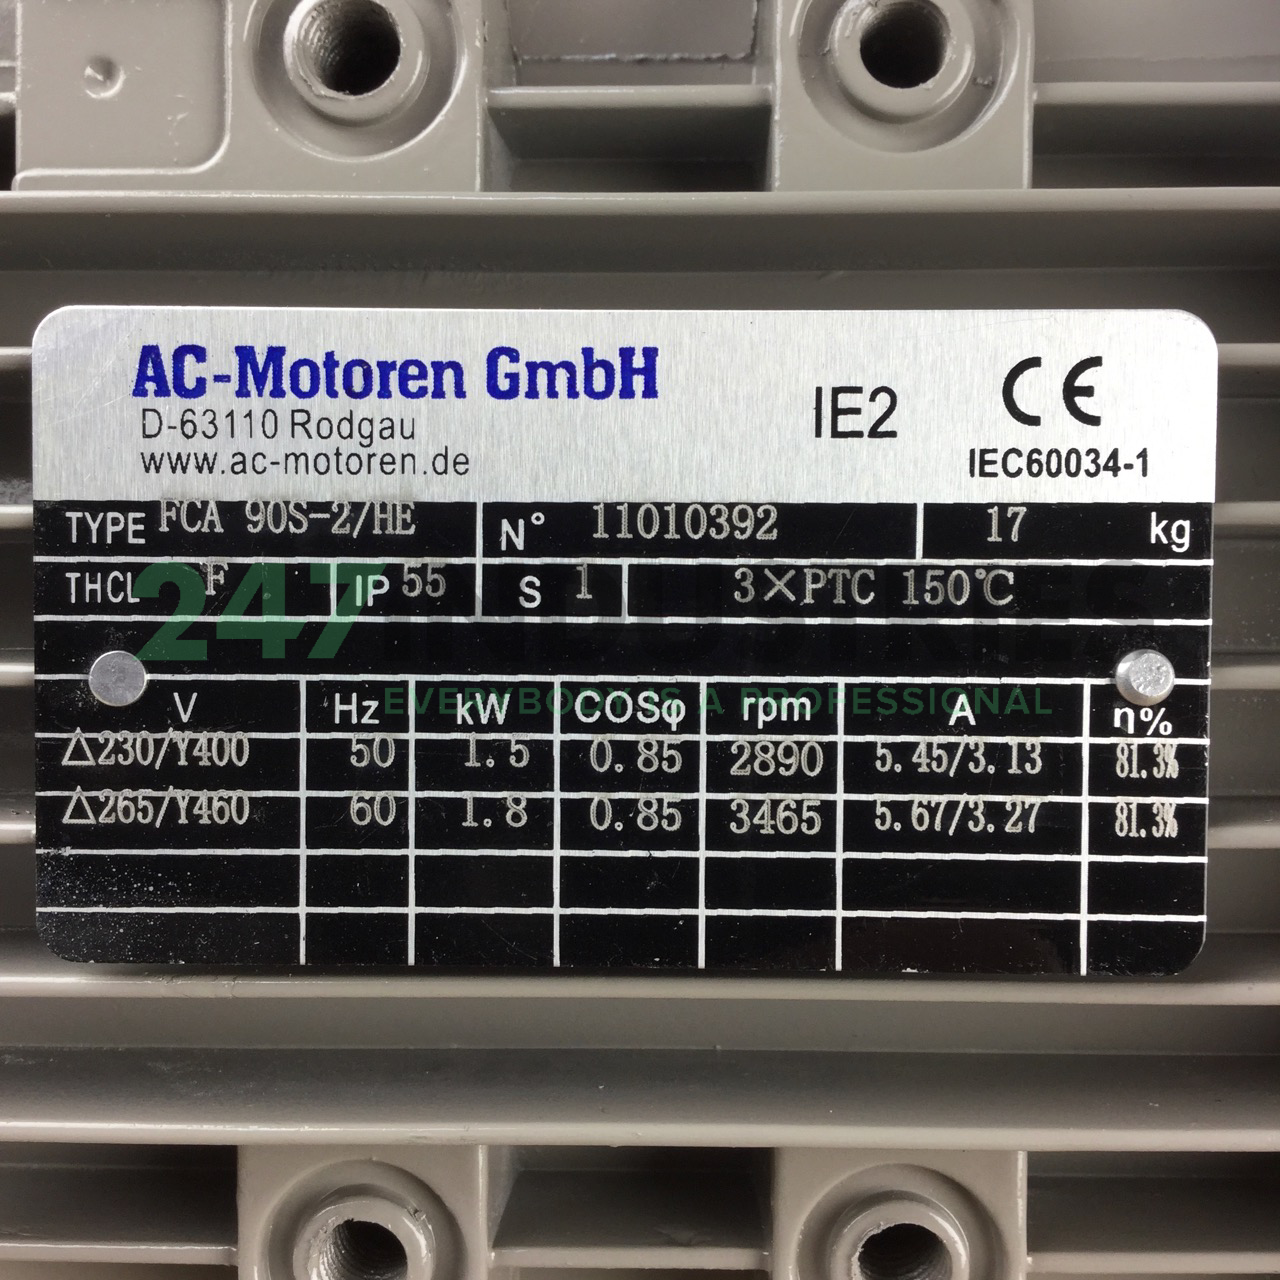 AC-Motoren GmbH
D-63110 Rodgau
www.ac-motoren.de
IE2
CE
IEC60034-1
TYPE FCA 90S-2/HE N° 11010392 17 kg
THCL F IP 55 S 1 3×PTC 150℃
247 INDUSTRIES
EVERYBODY IS A PROFESSIONAL
V Hz kW COSφ rpm A η%
△230/Y400 50 1.5 0.85 2890 5.45/3.13 81.3%
△265/Y460 60 1.8 0.85 3465 5.67/3.27 81.3%